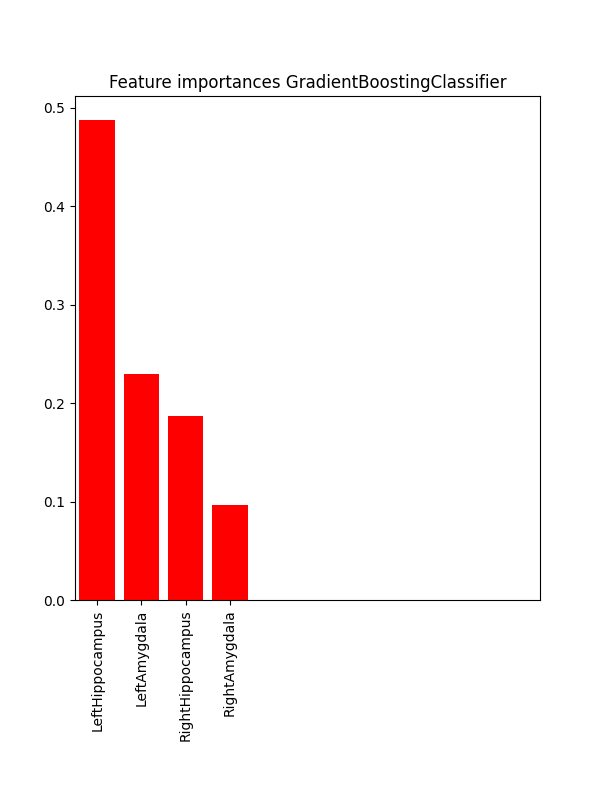 Feature importances GradientBoostingClassifier
0.5
0.4
0.3
0.2
0.1
0.0
LeftHippocampus
LeftAmygdala
RightHippocampus
RightAmygdala